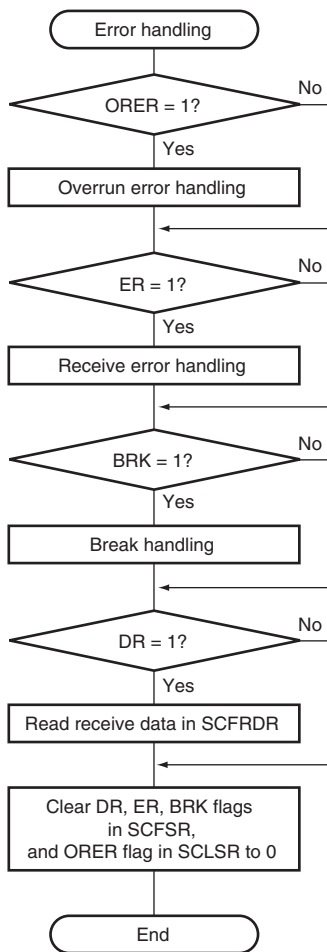 Error handling
ORER = 1?
No
Yes
Overrun error handling
ER = 1?
No
Yes
Receive error handling
BRK = 1?
No
Yes
Break handling
DR = 1?
No
Yes
Read receive data in SCFRDR
Clear DR, ER, BRK flags
in SCFSR,
and ORER flag in SCLSR to 0
End